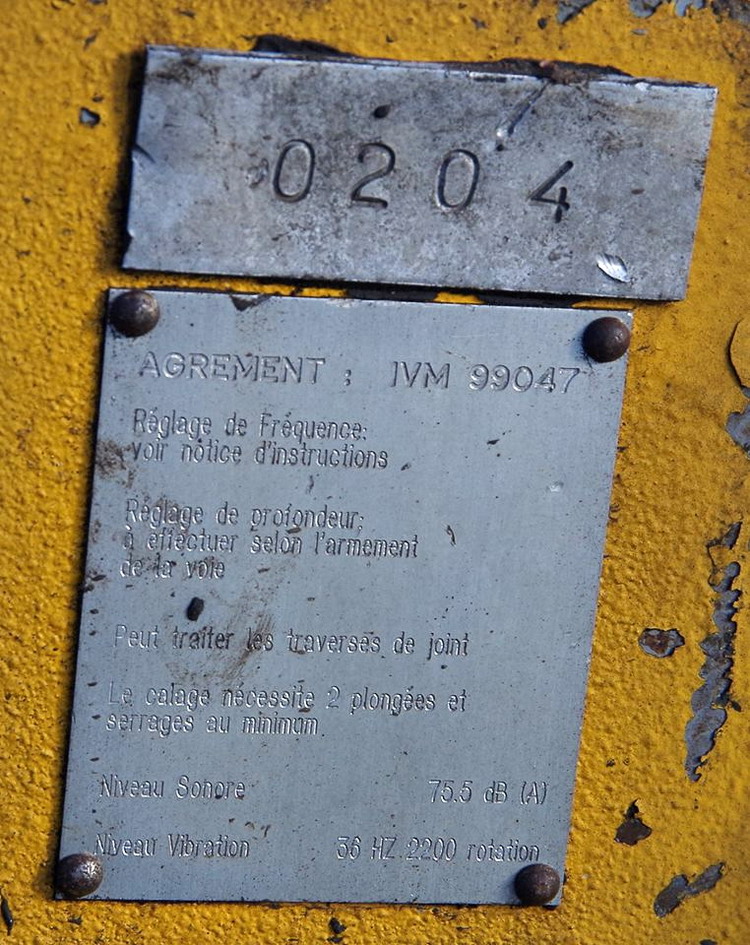 0204
AGREMENT : IVM 99047
Réglage de Fréquence:
voir notice d'instructions
Réglage de profondeur;
à effectuer selon l'armement
de la voie
Peut traiter les traverses de joint
Le calage nécessite 2 plongées et
serrages au minimum
Niveau Sonore 75.5 dB (A)
Niveau Vibration 36 HZ 2200 rotation